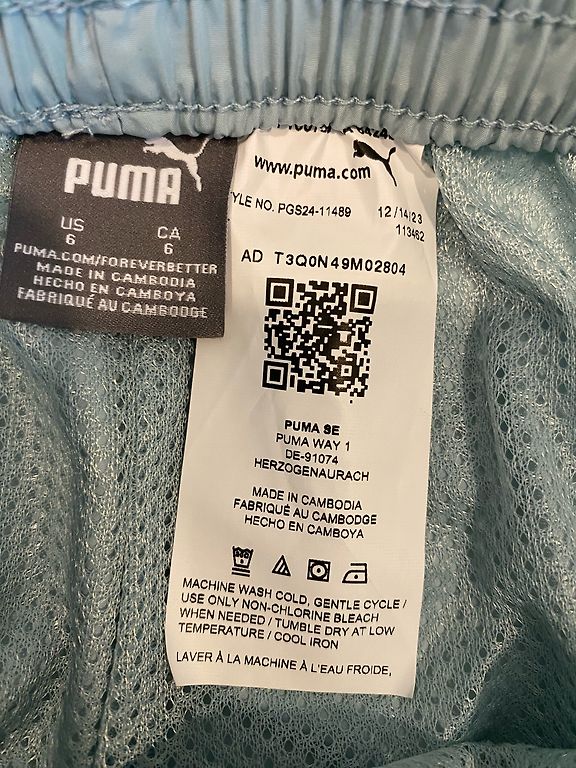 PUMA
US CA
6 6
PUMA.COM/FOREVERBETTER
MADE IN CAMBODIA
HECHO EN CAMBOYA
FABRIQUÉ AU CAMBODGE
www.puma.com
YLE NO. PGS24-11489 12/14/23
113462
AD T3Q0N49M02804
PUMA SE
PUMA WAY 1
DE-91074
HERZOGENAURACH
MADE IN CAMBODIA
FABRIQUÉ AU CAMBODGE
HECHO EN CAMBOYA
MACHINE WASH COLD, GENTLE CYCLE /
USE ONLY NON-CHLORINE BLEACH
WHEN NEEDED / TUMBLE DRY AT LOW
TEMPERATURE / COOL IRON
LAVER À LA MACHINE À L'EAU FROIDE,